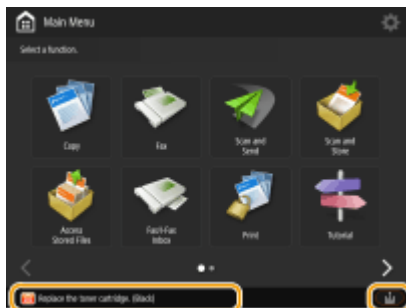 Main Menu
Select a function.
Copy
Fax
Scan and
Send
Scan and
Store
Access
Stored Files
Fax/I-Fax
Inbox
Print
Tutorial
Replace the toner cartridge. (Black)